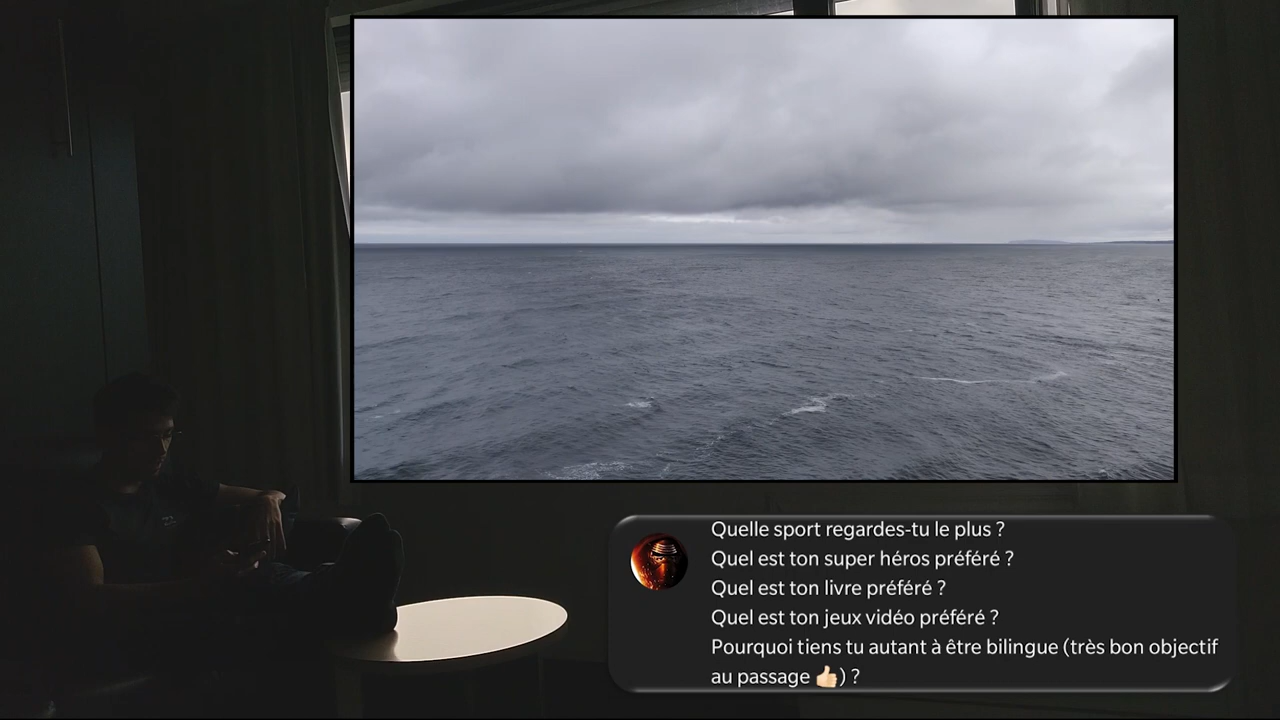 Quelle sport regardes-tu le plus ?
Quel est ton super héros préféré ?
Quel est ton livre préféré ?
Quel est ton jeux vidéo préféré ?
Pourquoi tiens tu autant à être bilingue (très bon objectif
au passage 👍🏻) ?